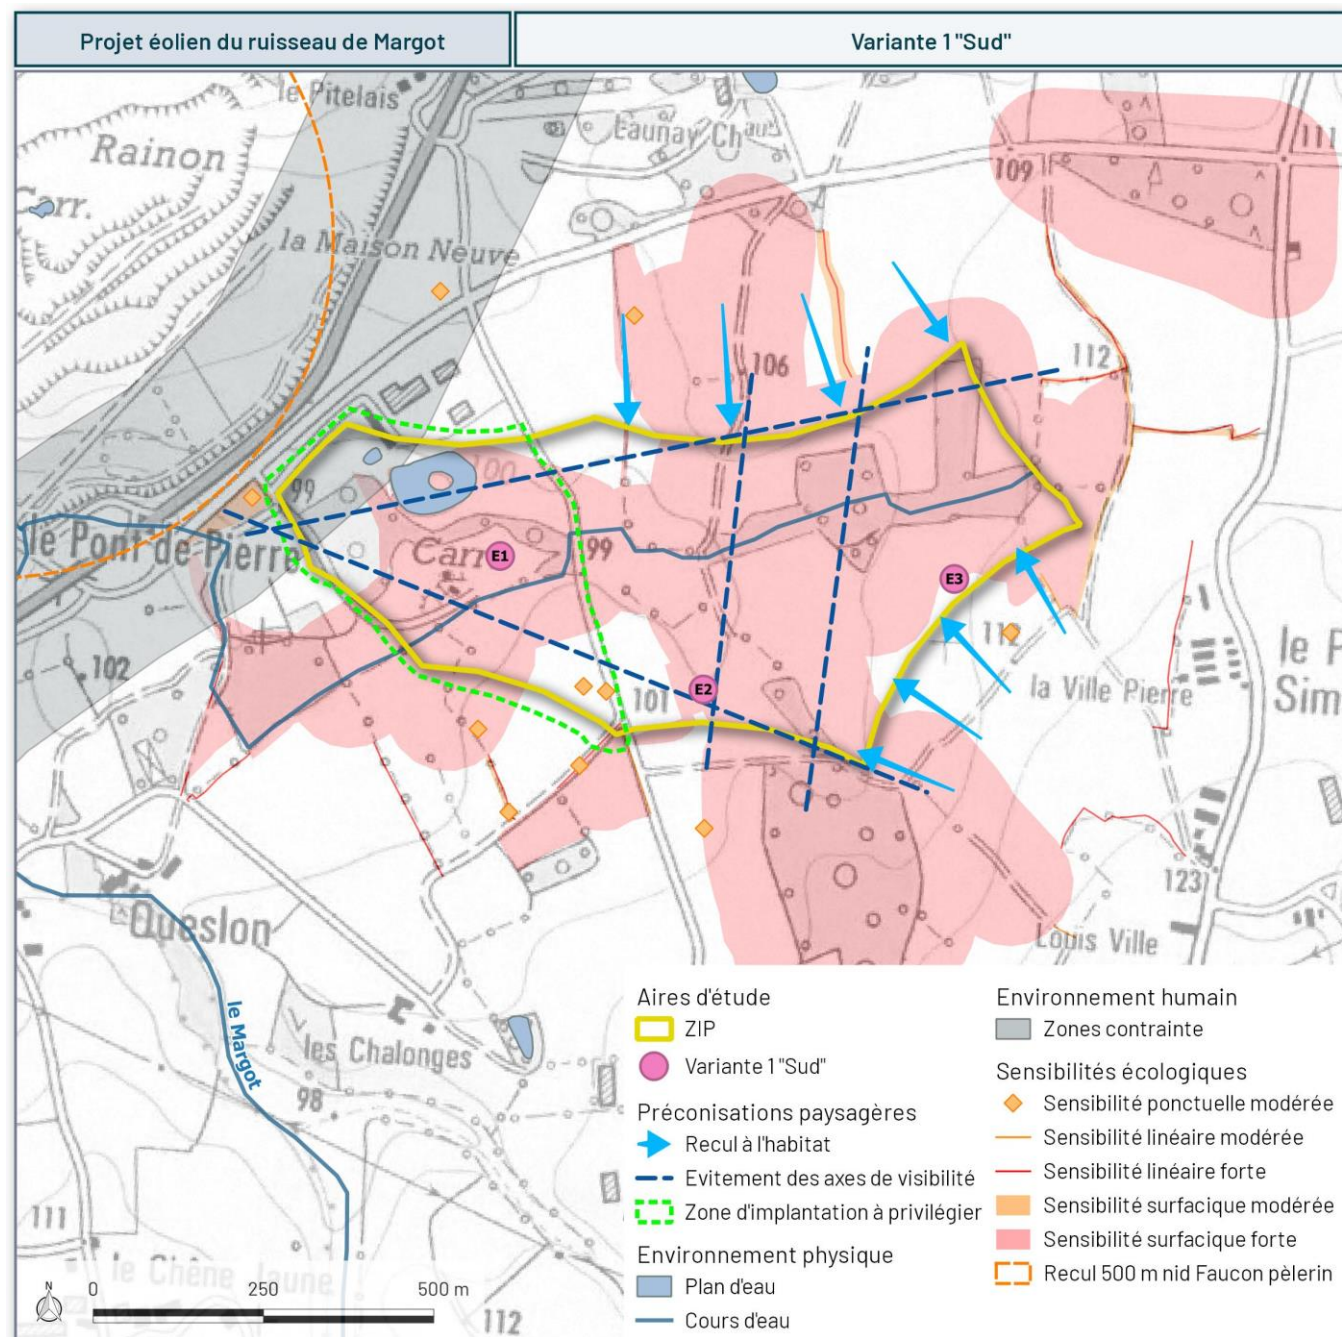 Projet éolien du ruisseau de Margot
Variante 1 "Sud"
le Pitelais
Rainon
Launay Chau
109
la Maison Neuve
106
112
100
99
le Pont de Pierre
Carr
E1
99
E3
102
112
E2
101
la Ville Pierre
le P
Sim
123
Queslon
Louis Ville
le Margot
les Chalonges
98
111
le Chêne Jaune
112
N
0 250 500 m
Aires d'étude
ZIP
Variante 1 "Sud"
Préconisations paysagères
Recul à l'habitat
Evitement des axes de visibilité
Zone d'implantation à privilégier
Environnement physique
Plan d'eau
Cours d'eau
Environnement humain
Zones contrainte
Sensibilités écologiques
Sensibilité ponctuelle modérée
Sensibilité linéaire modérée
Sensibilité linéaire forte
Sensibilité surfacique modérée
Sensibilité surfacique forte
Recul 500 m nid Faucon pèlerin